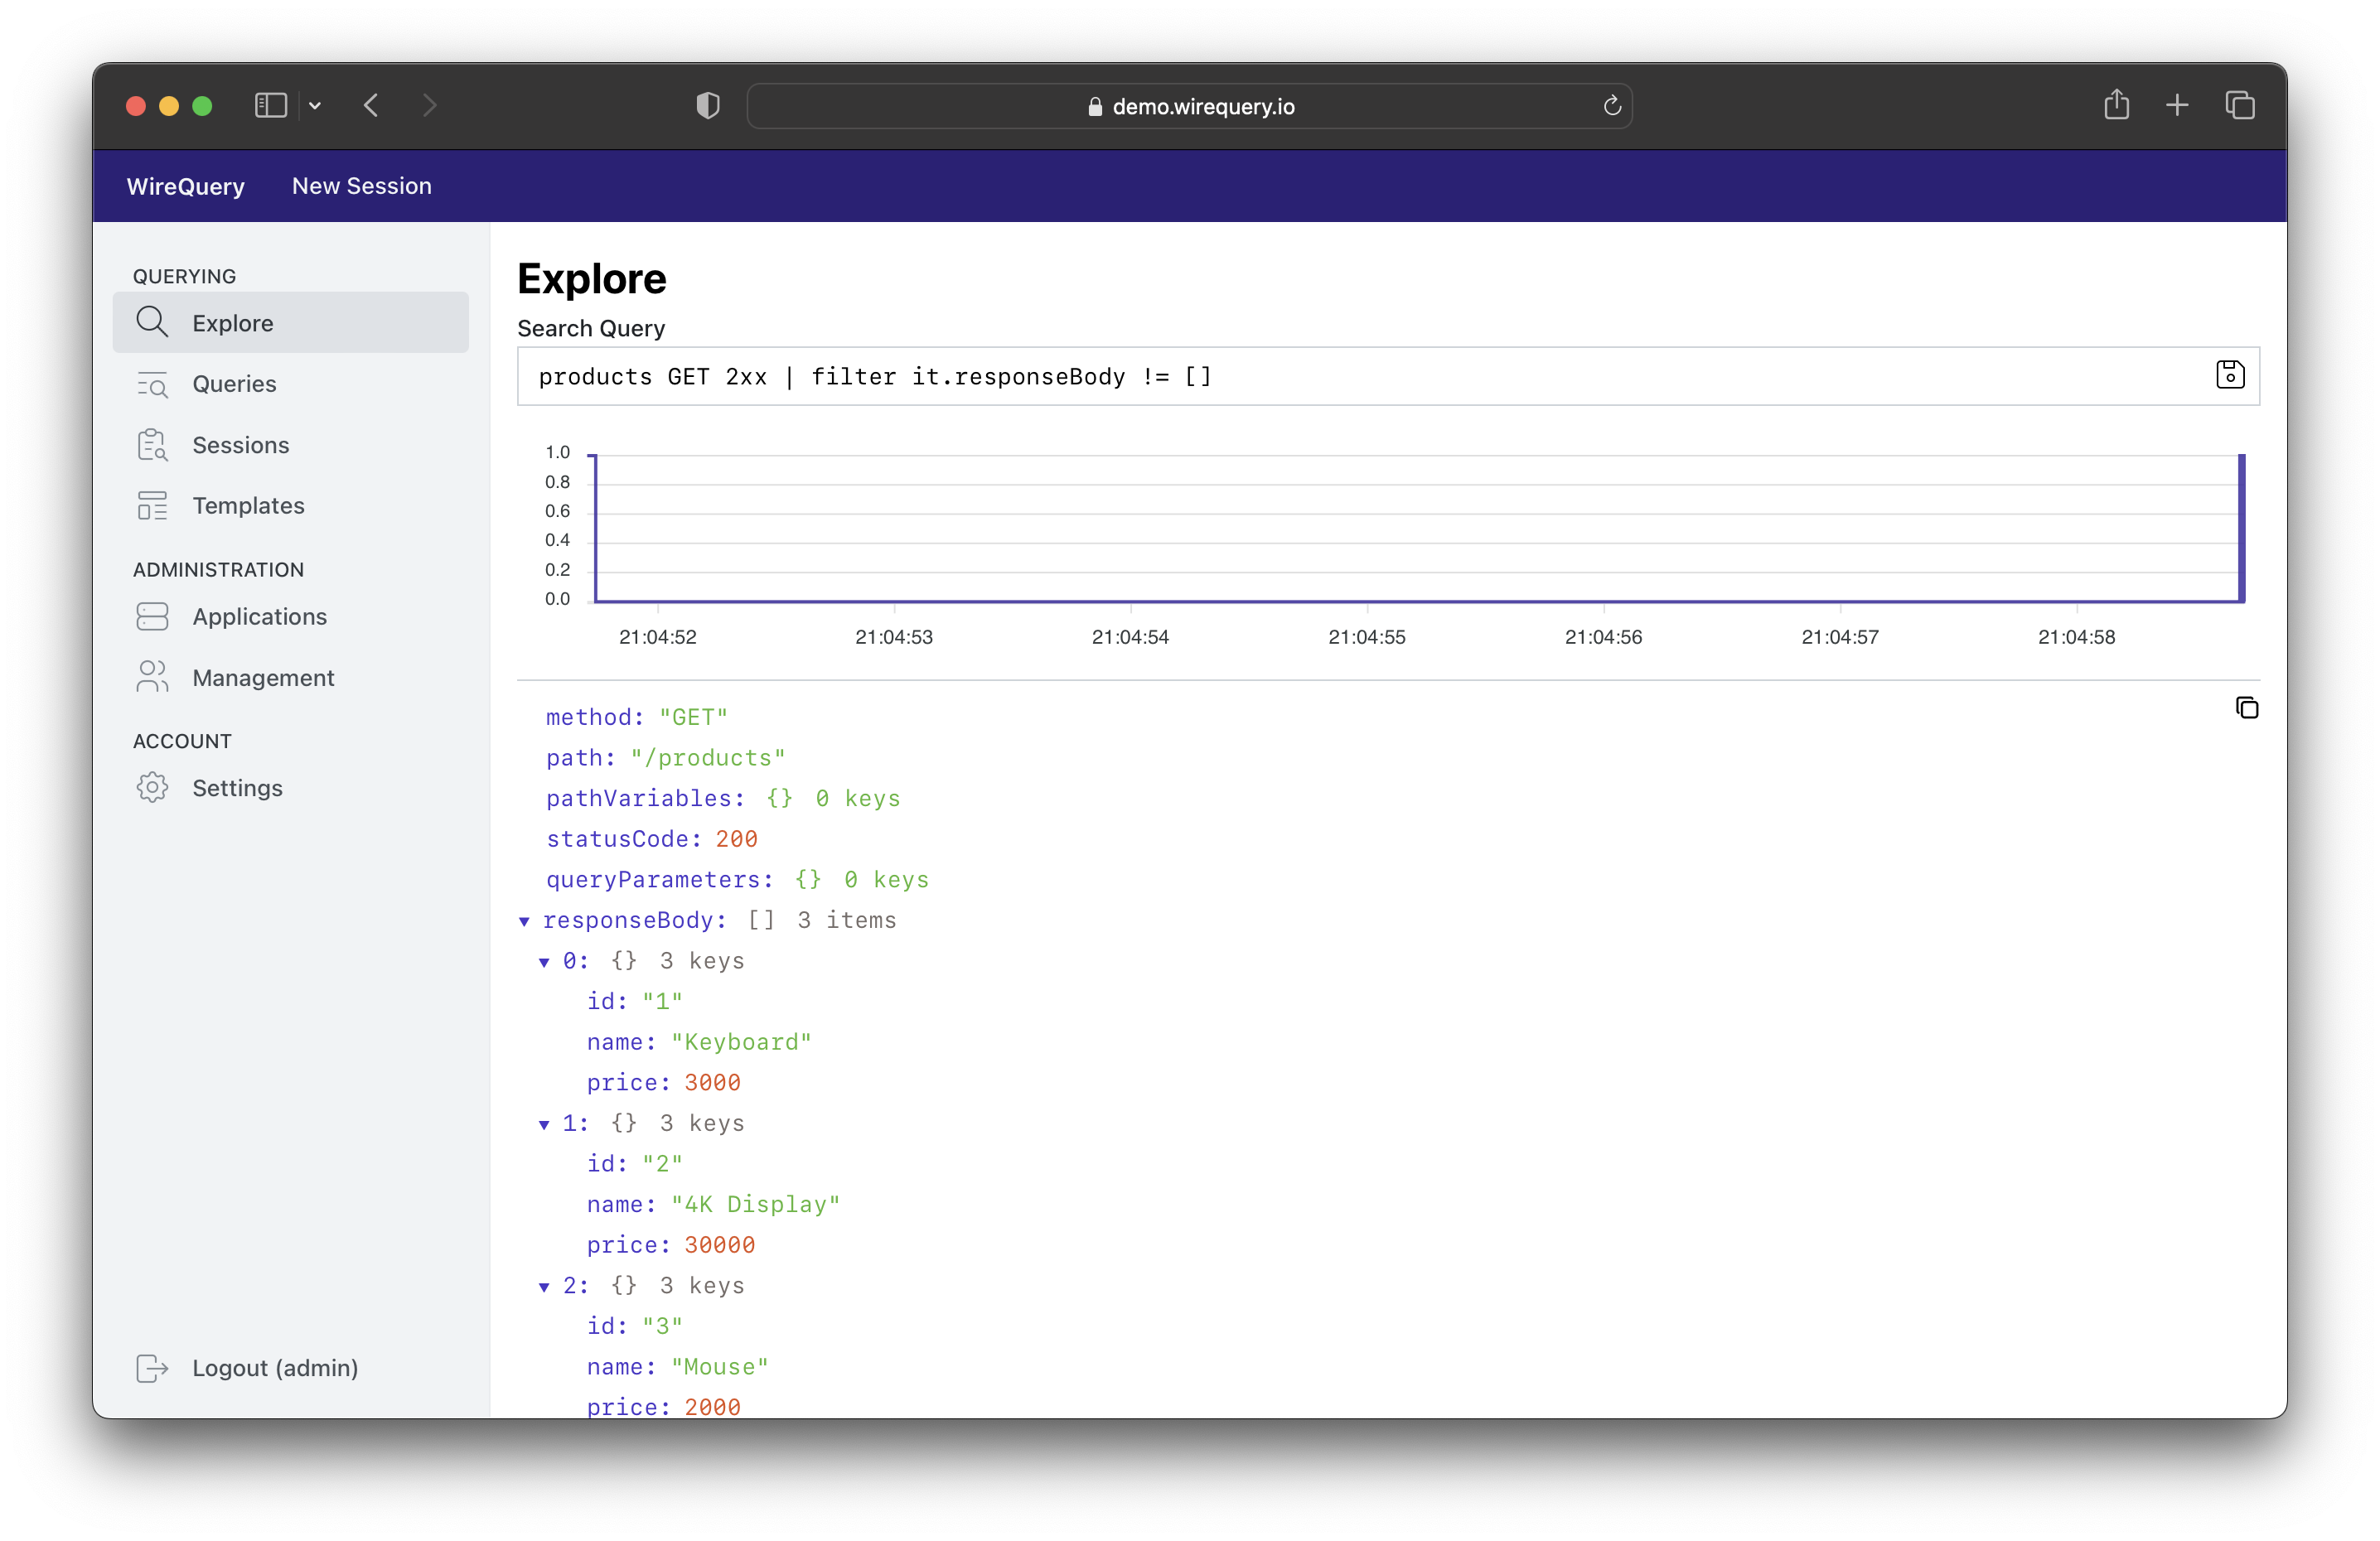 demo.wirequery.io
WireQuery New Session
QUERYING
Explore
Queries
Sessions
Templates
ADMINISTRATION
Applications
Management
ACCOUNT
Settings
Logout (admin)
Explore
Search Query
products GET 2xx | filter it.responseBody != []
1.0
0.8
0.6
0.4
0.2
0.0
21:04:52 21:04:53 21:04:54 21:04:55 21:04:56 21:04:57 21:04:58
method: "GET"
path: "/products"
pathVariables: {} 0 keys
statusCode: 200
queryParameters: {} 0 keys
responseBody: [] 3 items
0: {} 3 keys
id: "1"
name: "Keyboard"
price: 3000
1: {} 3 keys
id: "2"
name: "4K Display"
price: 30000
2: {} 3 keys
id: "3"
name: "Mouse"
price: 2000